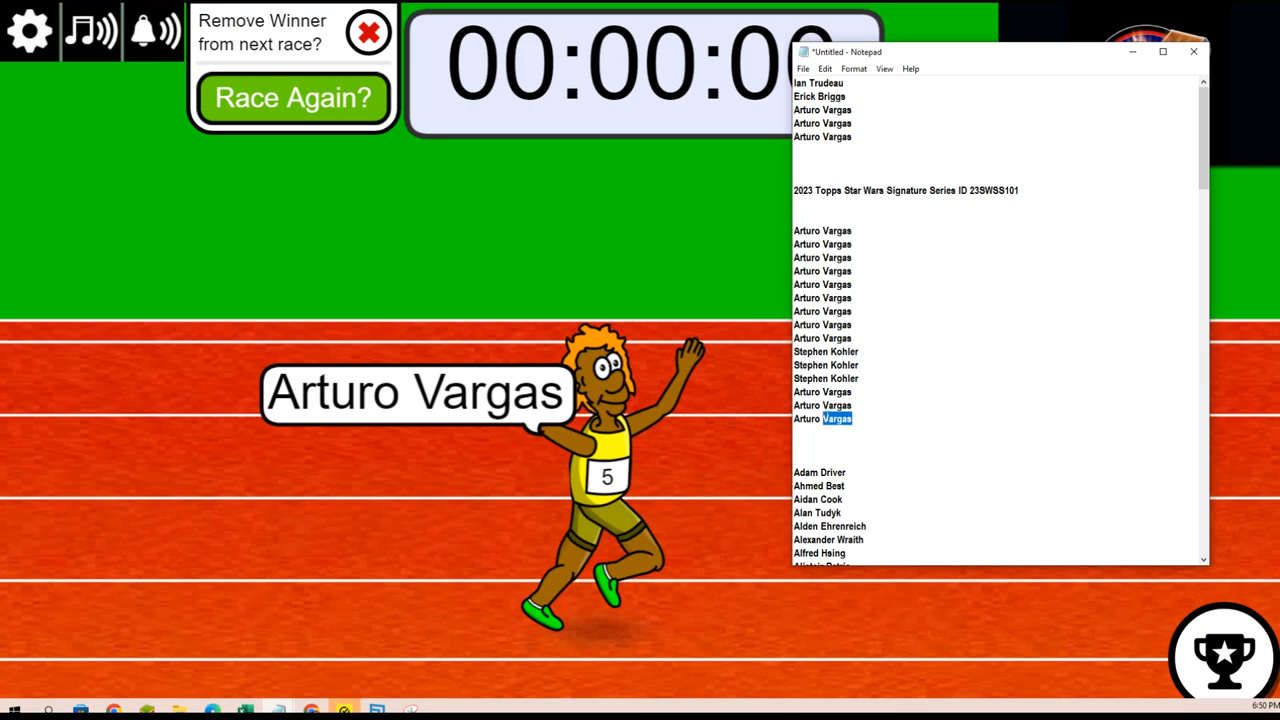 Remove Winner
from next race?
Race Again?
00:00:0
*Untitled - Notepad
File Edit Format View Help
Ian Trudeau
Erick Briggs
Arturo Vargas
Arturo Vargas
Arturo Vargas
2023 Topps Star Wars Signature Series ID 23SWSS101
Arturo Vargas
Arturo Vargas
Arturo Vargas
Arturo Vargas
Arturo Vargas
Arturo Vargas
Arturo Vargas
Arturo Vargas
Arturo Vargas
Stephen Kohler
Stephen Kohler
Stephen Kohler
Arturo Vargas
Arturo Vargas
Arturo Vargas
Adam Driver
Ahmed Best
Aidan Cook
Alan Tudyk
Alden Ehrenreich
Alexander Wraith
Alfred Hsing
Arturo Vargas
5
6:50 PM